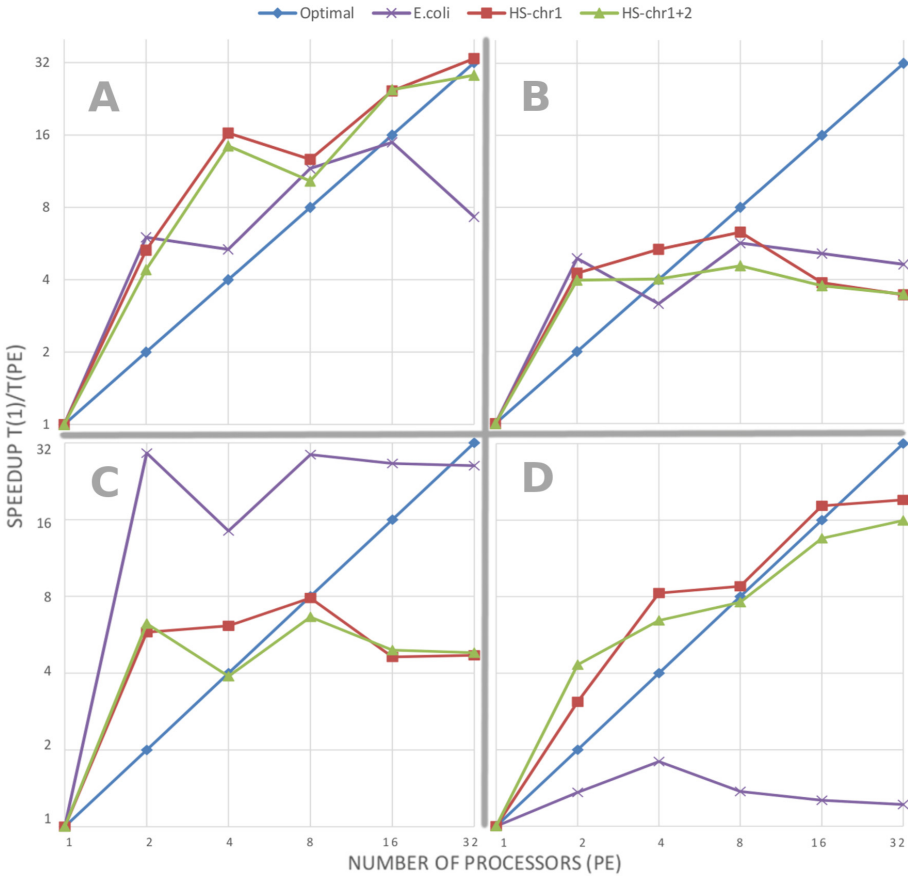 Optimal E.coli HS-chr1 HS-chr1+2
A
B
32
16
8
4
2
1
C
D
32
16
8
4
2
1
1 2 4 8 16 32
1 2 4 8 16 32
SPEEDUP T(1)/T(PE)
NUMBER OF PROCESSORS (PE)